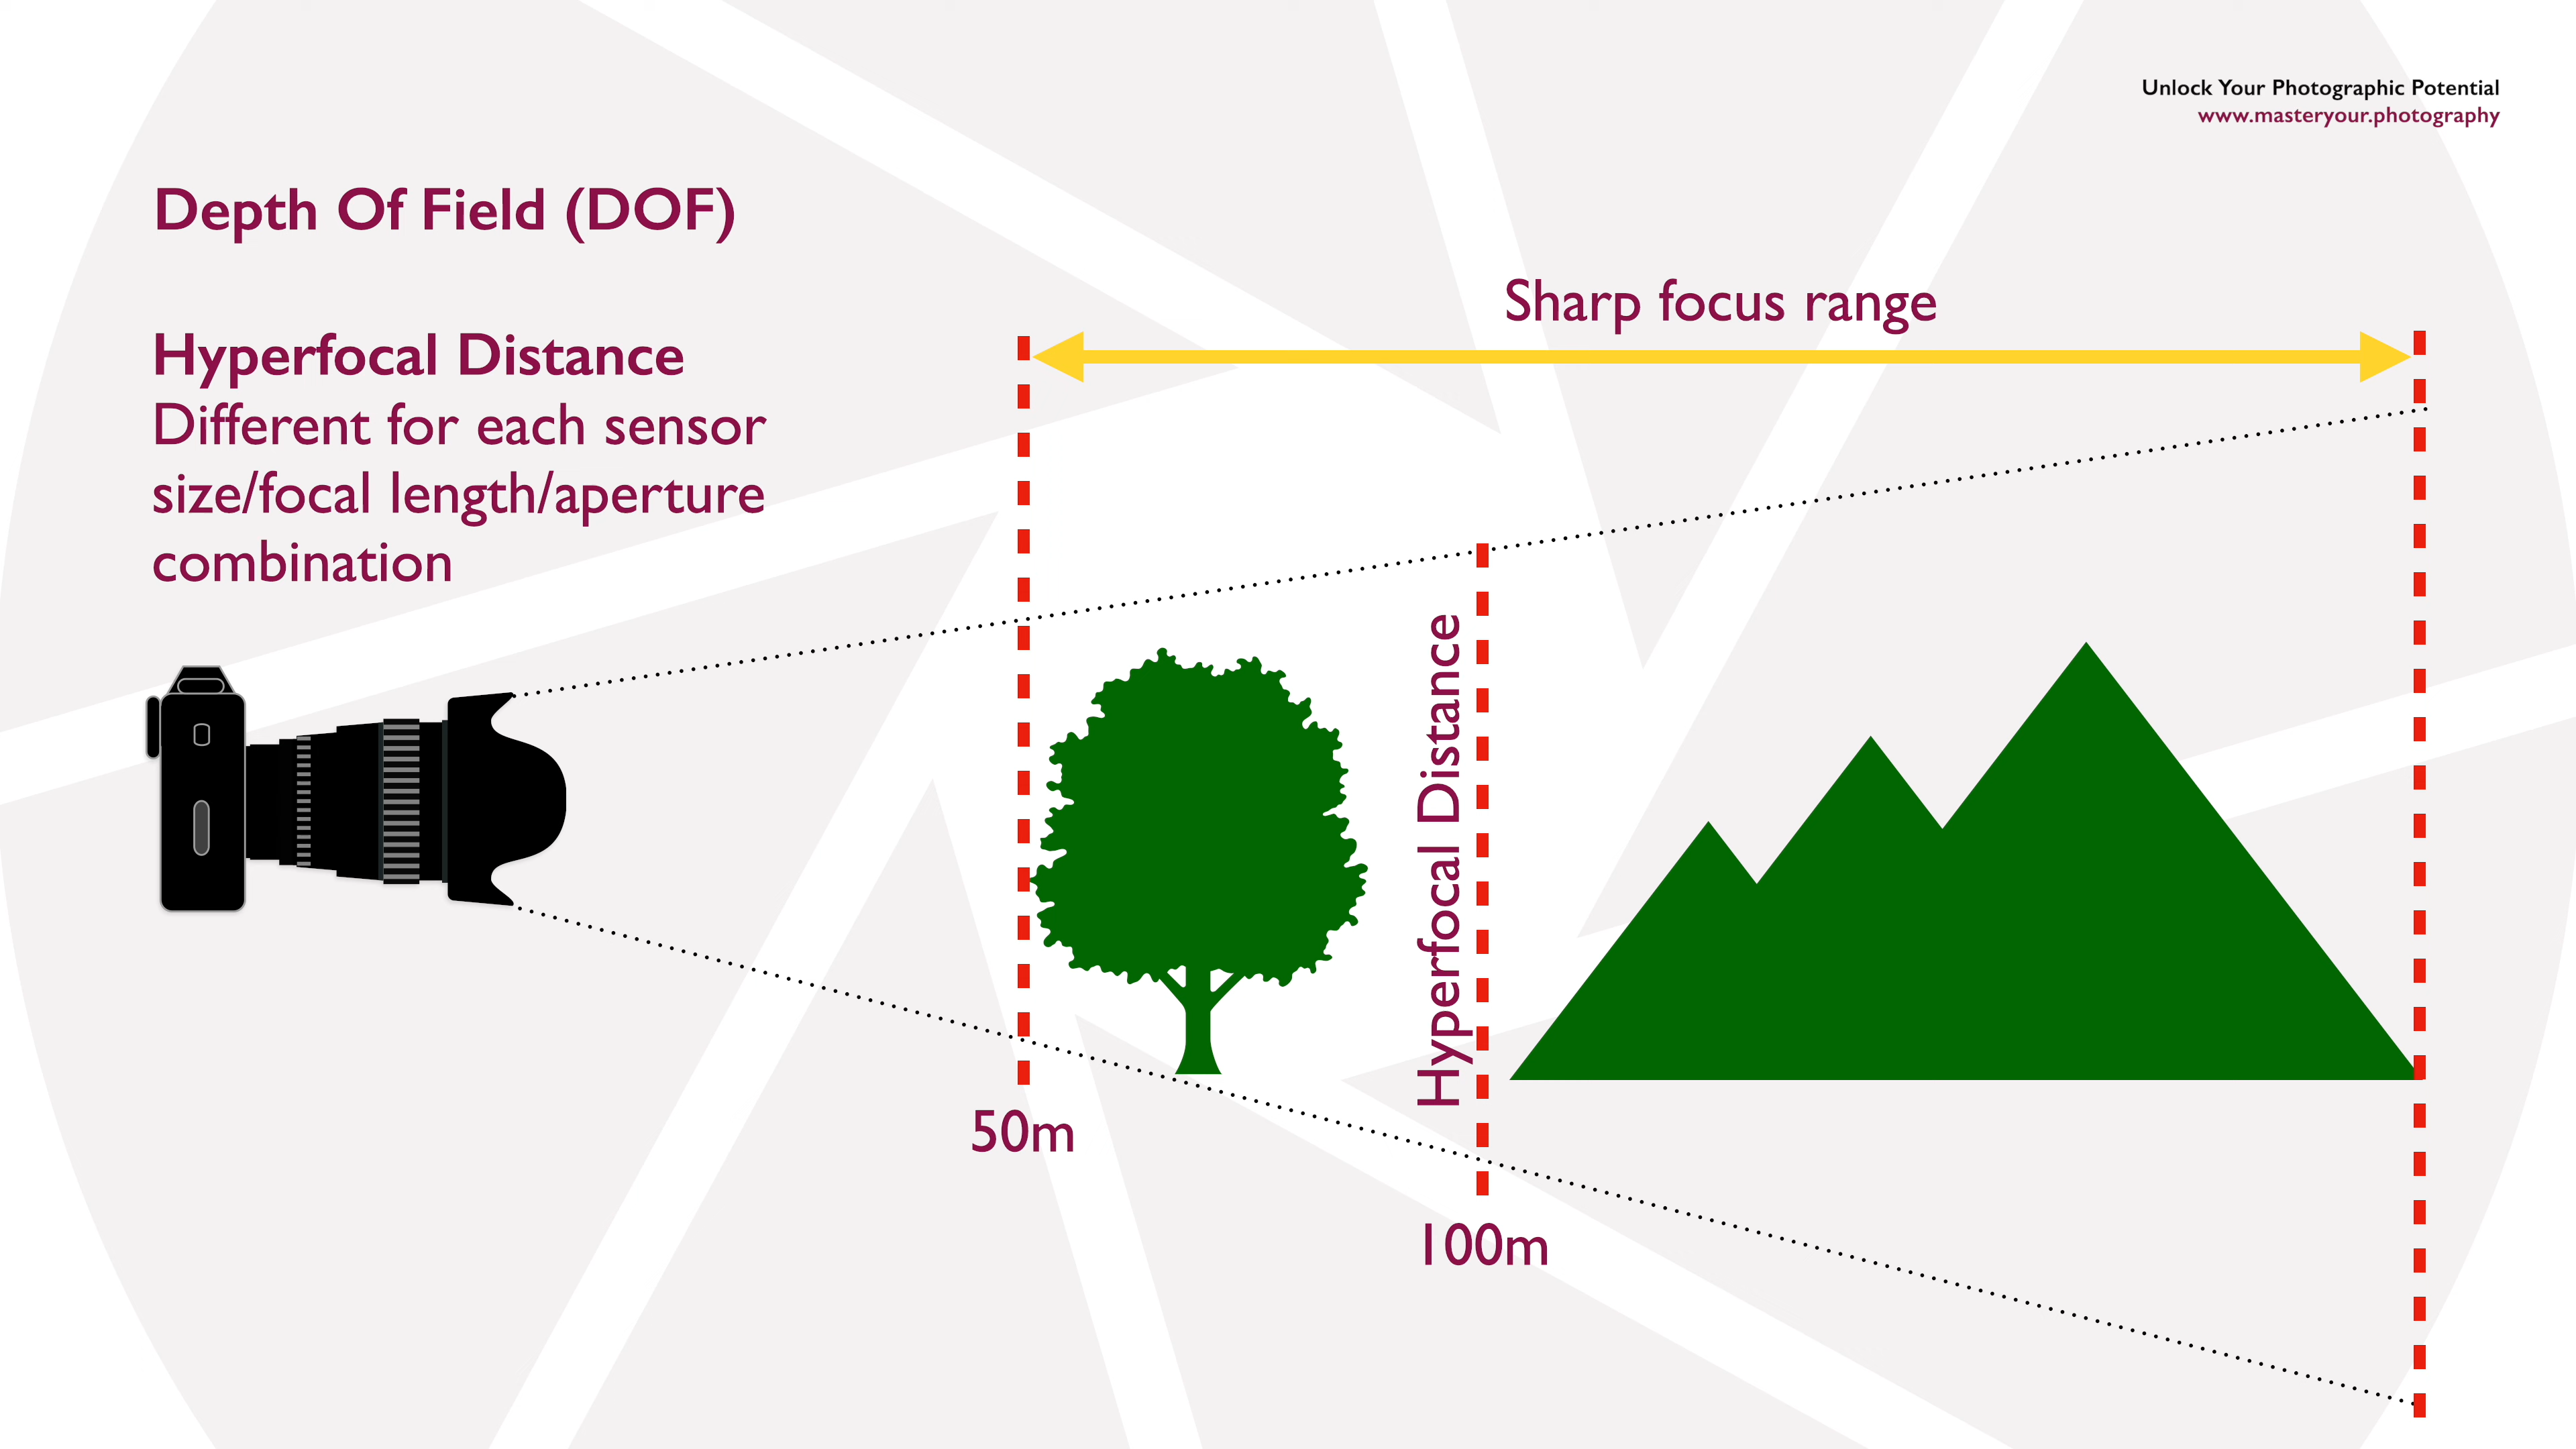 Unlock Your Photographic Potential
www.masteryour.photography
Depth Of Field (DOF)
Sharp focus range
Hyperfocal Distance
Different for each sensor
size/focal length/aperture
combination
Hyperfocal Distance
50m
100m